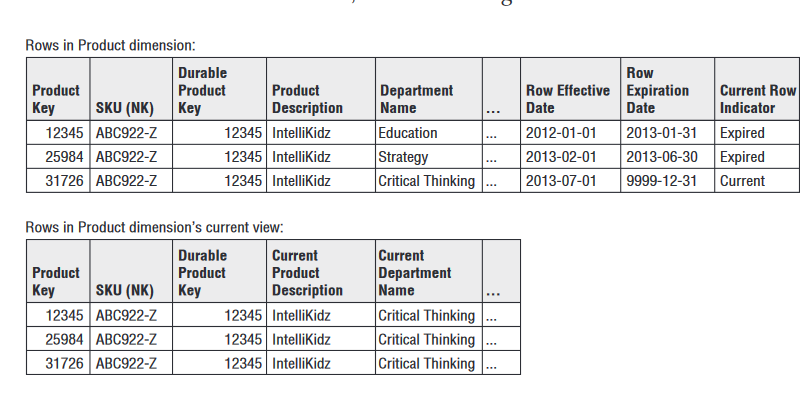 Rows in Product dimension:
Product Key SKU (NK) Durable Product Key Product Description Department Name ... Row Effective Date Row Expiration Date Current Row Indicator
12345 ABC922-Z 12345 IntelliKidz Education ... 2012-01-01 2013-01-31 Expired
25984 ABC922-Z 12345 IntelliKidz Strategy ... 2013-02-01 2013-06-30 Expired
31726 ABC922-Z 12345 IntelliKidz Critical Thinking ... 2013-07-01 9999-12-31 Current
Rows in Product dimension’s current view:
Product Key SKU (NK) Durable Product Key Current Product Description Current Department Name ...
12345 ABC922-Z 12345 IntelliKidz Critical Thinking ...
25984 ABC922-Z 12345 IntelliKidz Critical Thinking ...
31726 ABC922-Z 12345 IntelliKidz Critical Thinking ...